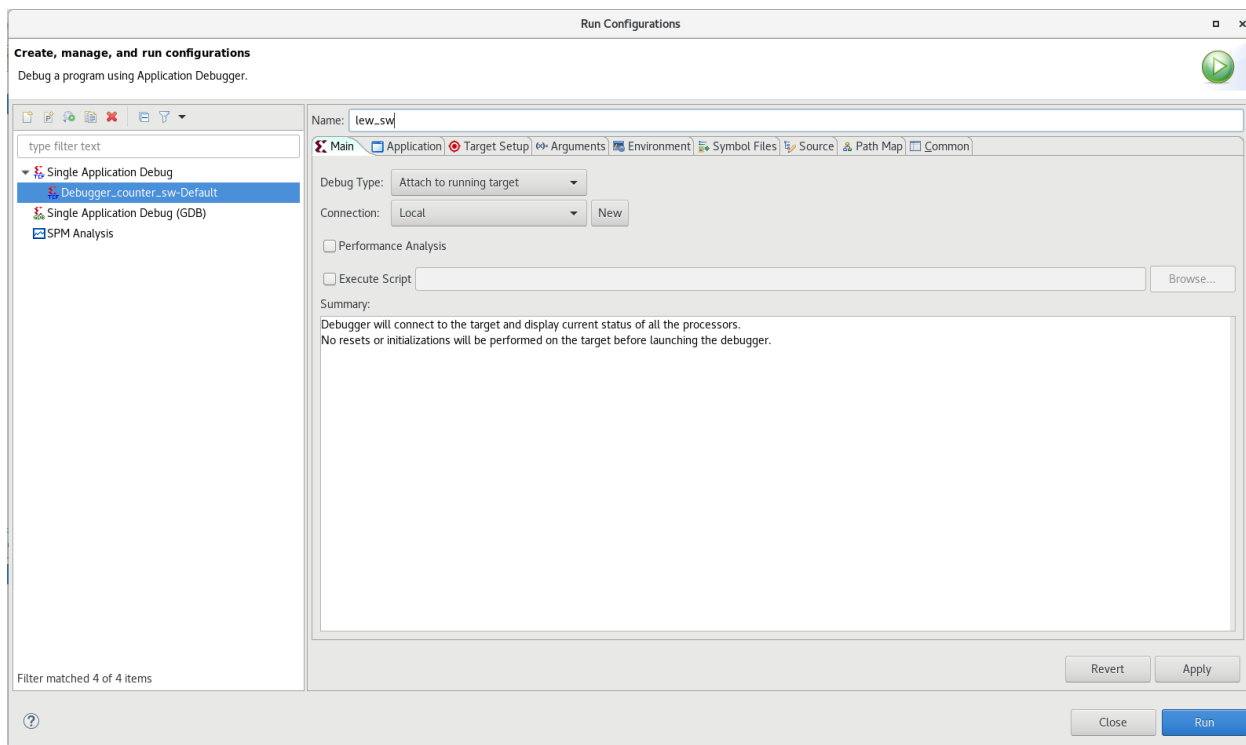 Run Configurations
Create, manage, and run configurations
Debug a program using Application Debugger.
type filter text
Single Application Debug
Debugger_counter_sw-Default
Single Application Debug (GDB)
SPM Analysis
Filter matched 4 of 4 items
Name: lew_sw
Main Application Target Setup Arguments Environment Symbol Files Source Path Map Common
Debug Type: Attach to running target
Connection: Local New
Performance Analysis
Execute Script Browse...
Summary:
Debugger will connect to the target and display current status of all the processors.
No resets or initializations will be performed on the target before launching the debugger.
Revert Apply
Close Run